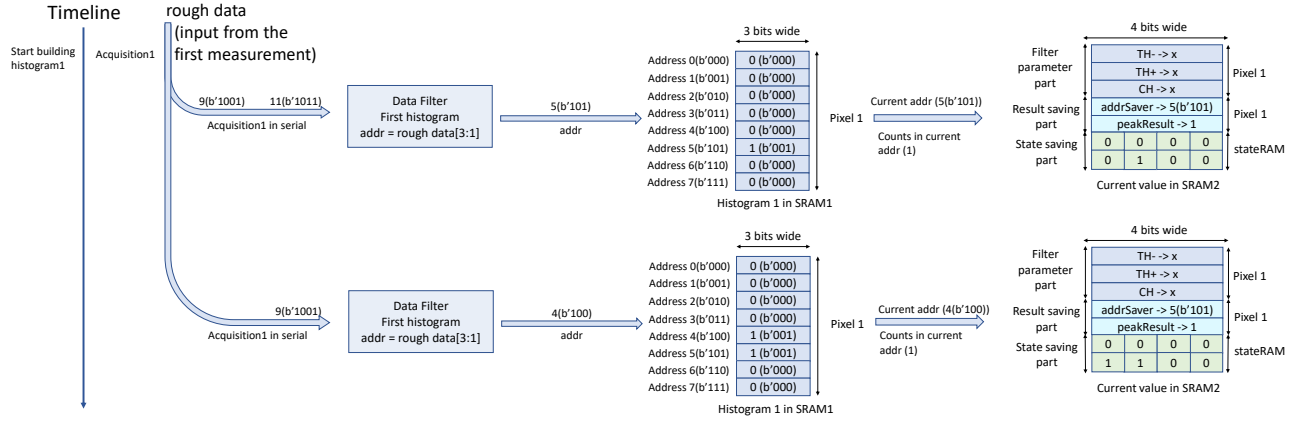 Timeline
rough data
(input from the
first measurement)
Start building
histogram1
Acquisition1
9(b'1001)
11(b'1011)
Acquisition1 in serial
Data Filter
First histogram
addr = rough data[3:1]
5(b'101)
addr
3 bits wide
Address 0(b'000) 0 (b'000)
Address 1(b'001) 0 (b'000)
Address 2(b'010) 0 (b'000)
Address 3(b'011) 0 (b'000)
Address 4(b'100) 0 (b'000)
Address 5(b'101) 1 (b'001)
Address 6(b'110) 0 (b'000)
Address 7(b'111) 0 (b'000)
Pixel 1
Histogram 1 in SRAM1
Current addr (5(b'101))
Counts in current
addr (1)
4 bits wide
Filter
parameter
part
TH- -> x
TH+ -> x
CH -> x
Pixel 1
Result saving
part
addrSaver -> 5(b'101)
peakResult -> 1
Pixel 1
State saving
part
0 0 0 0
0 1 0 0
stateRAM
Current value in SRAM2
9(b'1001)
Acquisition1 in serial
Data Filter
First histogram
addr = rough data[3:1]
4(b'100)
addr
3 bits wide
Address 0(b'000) 0 (b'000)
Address 1(b'001) 0 (b'000)
Address 2(b'010) 0 (b'000)
Address 3(b'011) 0 (b'000)
Address 4(b'100) 1 (b'001)
Address 5(b'101) 1 (b'001)
Address 6(b'110) 0 (b'000)
Address 7(b'111) 0 (b'000)
Pixel 1
Histogram 1 in SRAM1
Current addr (4(b'100))
Counts in current
addr (1)
4 bits wide
Filter
parameter
part
TH- -> x
TH+ -> x
CH -> x
Pixel 1
Result saving
part
addrSaver -> 5(b'101)
peakResult -> 1
Pixel 1
State saving
part
0 0 0 0
1 1 0 0
stateRAM
Current value in SRAM2